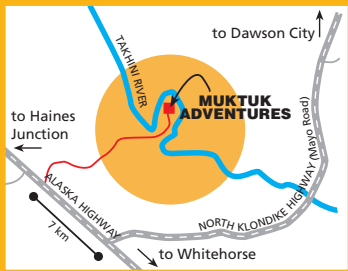 to Dawson City
TAKHINI RIVER
MUKTUK
ADVENTURES
to Haines
Junction
ALASKA HIGHWAY
7 km
NORTH KLONDIKE HIGHWAY (Mayo Road)
to Whitehorse